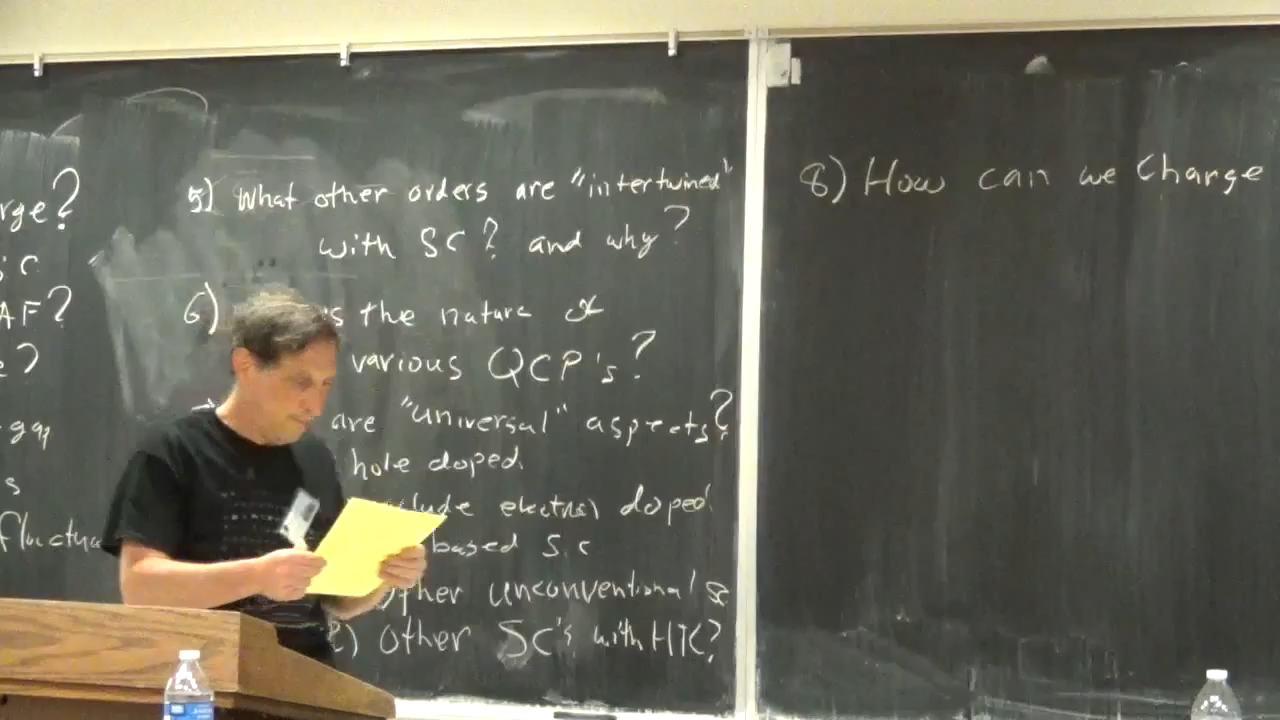 rge?
AF?
e?
gap
s
fluctua
5) What other orders are "intertwined"
with SC? and why?
6) s the nature of
various QCP's?
are "universal" aspects?
hole doped.
lude electron doped
based S.C
other unconventional sc
e) Other SC's with HTC?
8) How can we Charge